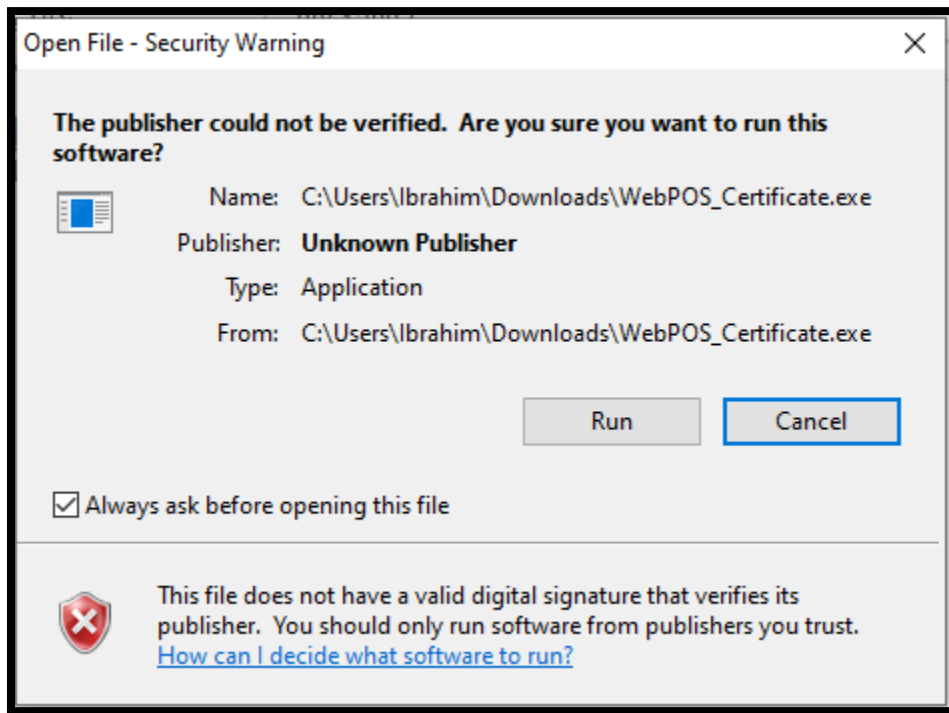 Open File - Security Warning
The publisher could not be verified.  Are you sure you want to run this
software?
Name: C:\Users\Ibrahim\Downloads\WebPOS_Certificate.exe
Publisher: Unknown Publisher
Type: Application
From: C:\Users\Ibrahim\Downloads\WebPOS_Certificate.exe
Run Cancel
Always ask before opening this file
This file does not have a valid digital signature that verifies its
publisher.  You should only run software from publishers you trust.
How can I decide what software to run?